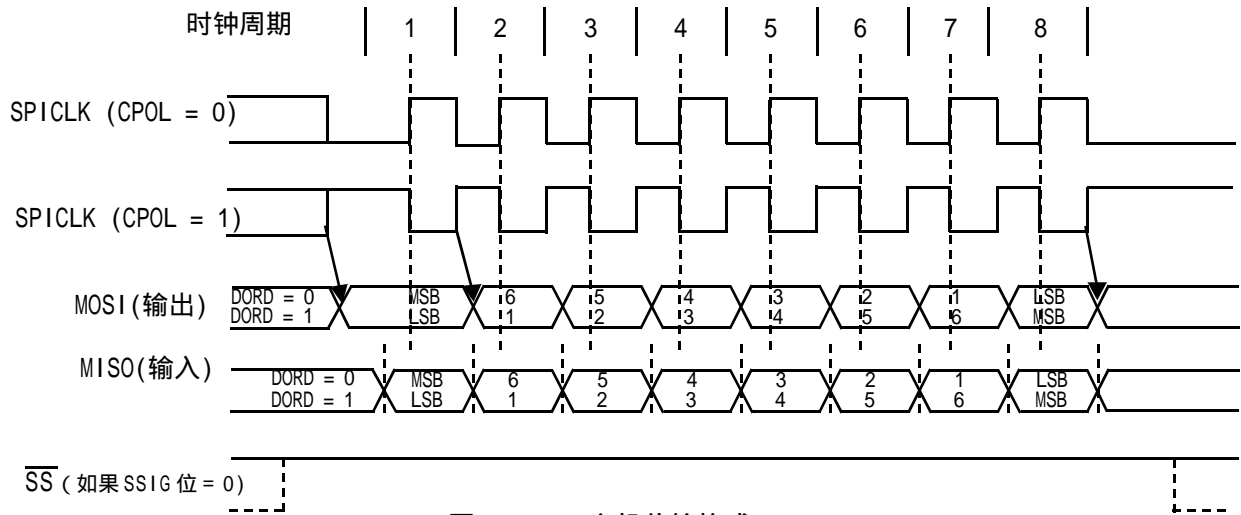 时钟周期 1 2 3 4 5 6 7 8
SPICLK (CPOL = 0)
SPICLK (CPOL = 1)
MOSI(输出)
DORD = 0 MSB 6 5 4 3 2 1 LSB
DORD = 1 LSB 1 2 3 4 5 6 MSB
MISO(输入)
DORD = 0 MSB 6 5 4 3 2 1 LSB
DORD = 1 LSB 1 2 3 4 5 6 MSB
SS (如果 SSIG 位 = 0)